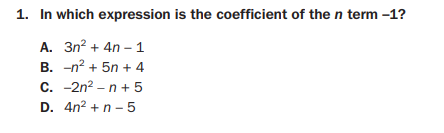 1. In which expression is the coefficient of the n term –1?
A. 3n² + 4n – 1
B. –n² + 5n + 4
C. –2n² – n + 5
D. 4n² + n – 5